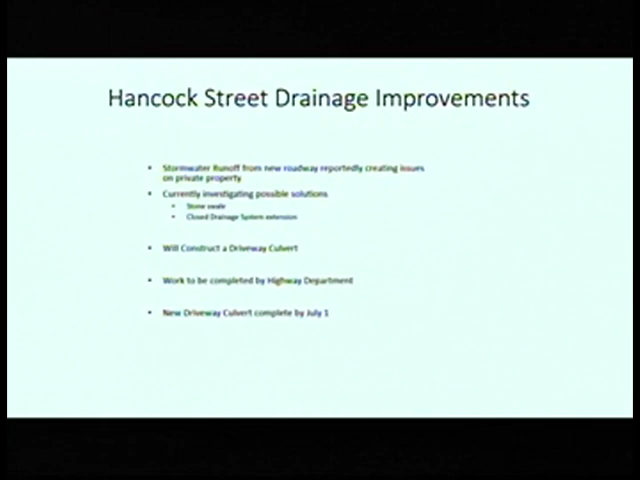 Hancock Street Drainage Improvements
• Stormwater Runoff from new roadway reportedly creating issues
on private property
• Currently investigating possible solutions
• Stone swale
• Closed Drainage System extension
• Will Construct a Driveway Culvert
• Work to be completed by Highway Department
• New Driveway Culvert complete by July 1